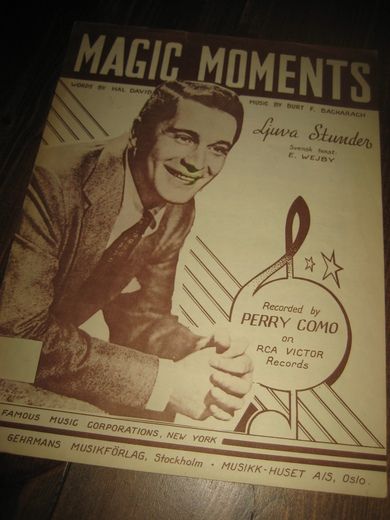 MAGIC MOMENTS
WORDS BY HAL DAVID
MUSIC BY BURT F. BACHARACH
Ljuva Stunder
Svensk text:
E. WEJBY
Recorded by
PERRY COMO
on
RCA VICTOR
Records
FAMOUS MUSIC CORPORATIONS, NEW YORK
GEHRMANS MUSIKFÖRLAG, Stockholm · MUSIKK-HUSET A/S, Oslo.